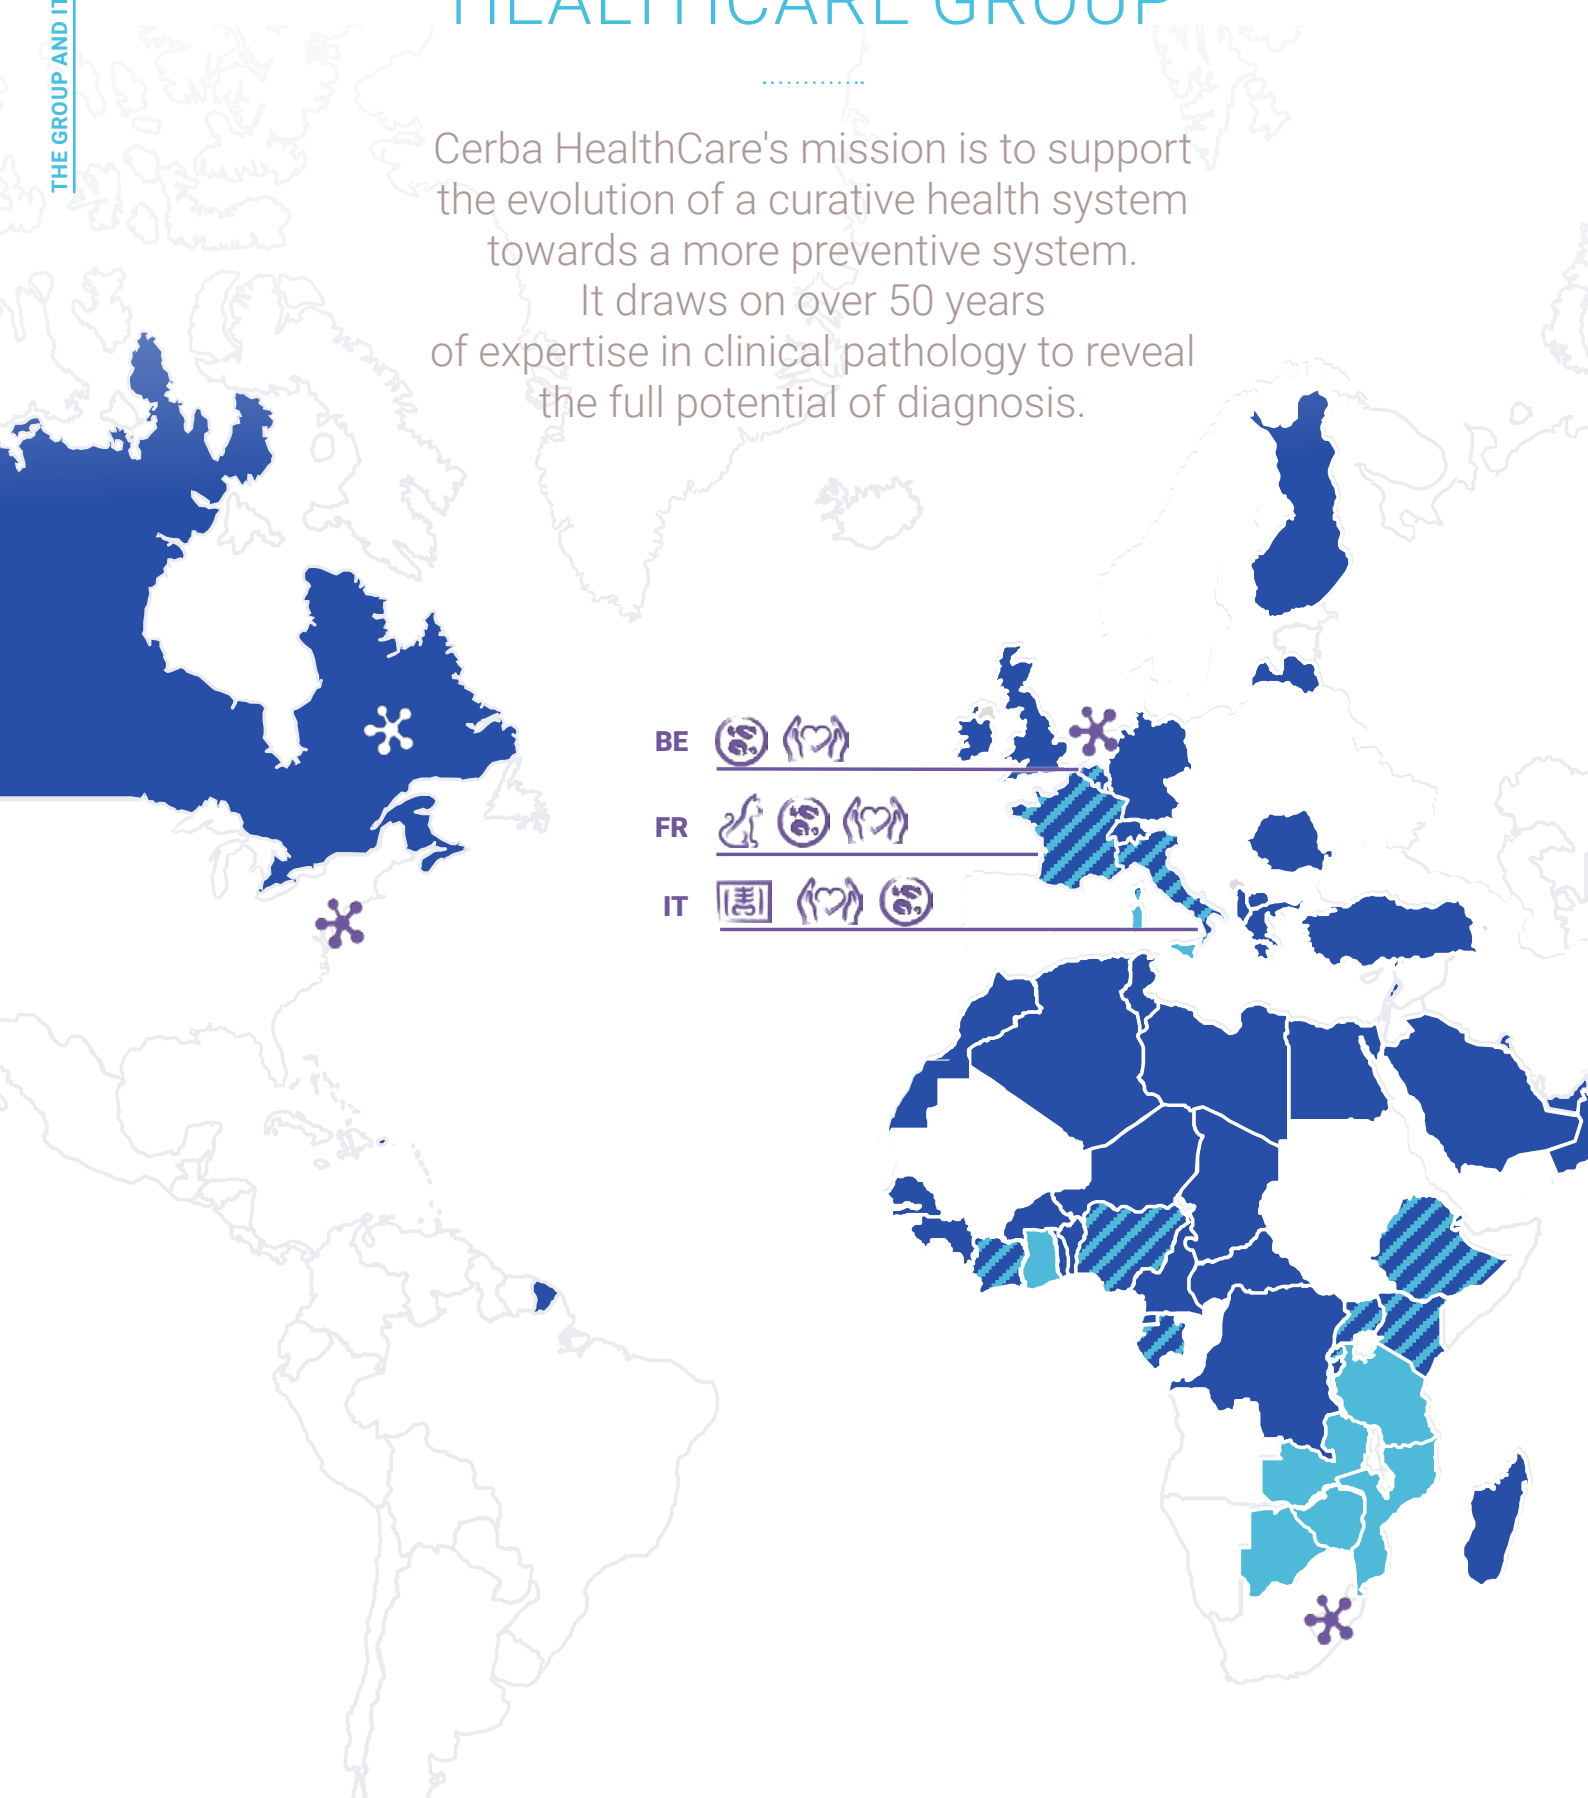 THE GROUP AND IT
HEALTHCARE GROUP
Cerba HealthCare's mission is to support
the evolution of a curative health system
towards a more preventive system.
It draws on over 50 years
of expertise in clinical pathology to reveal
the full potential of diagnosis.
BE
FR
IT